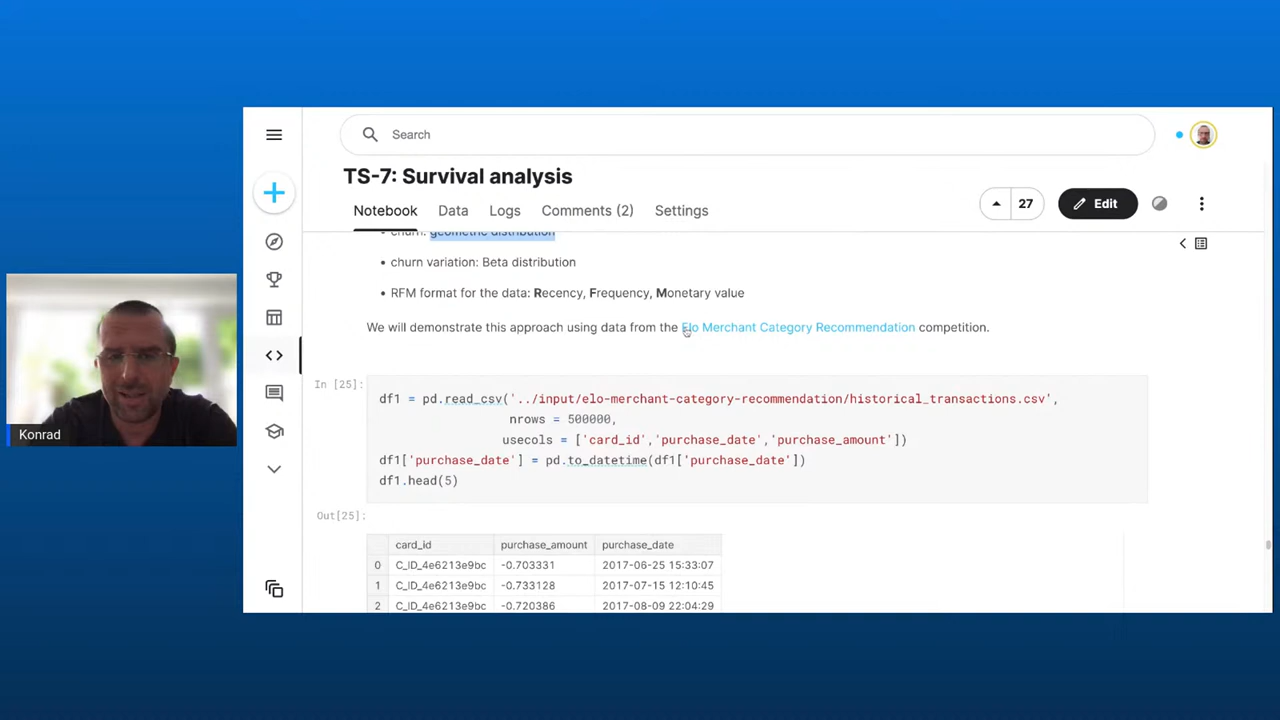 Search
TS-7: Survival analysis
27
Edit
Notebook
Data
Logs
Comments (2)
Settings
churn: geometric distribution
churn variation: Beta distribution
RFM format for the data: Recency, Frequency, Monetary value
We will demonstrate this approach using data from the Elo Merchant Category Recommendation competition.
In [25]:
df1 = pd.read_csv('../input/elo-merchant-category-recommendation/historical_transactions.csv',
nrows = 500000,
usecols = ['card_id','purchase_date','purchase_amount'])
df1['purchase_date'] = pd.to_datetime(df1['purchase_date'])
df1.head(5)
Out[25]:
card_id purchase_amount purchase_date
0 C_ID_4e6213e9bc -0.703331 2017-06-25 15:33:07
1 C_ID_4e6213e9bc -0.733128 2017-07-15 12:10:45
2 C_ID_4e6213e9bc -0.720386 2017-08-09 22:04:29
Konrad